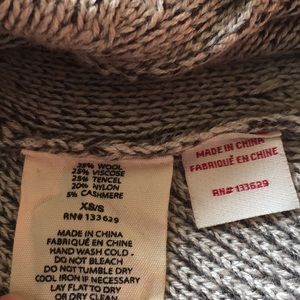 25% WOOL
25% VISCOSE
25% TENCEL
20% NYLON
5% CASHMERE
XS/S
RN# 133629
MADE IN CHINA
FABRIQUÉ EN CHINE
HAND WASH COLD -
DO NOT BLEACH
DO NOT TUMBLE DRY
COOL IRON IF NECESSARY
LAY FLAT TO DRY
OR DRY CLEAN
MADE IN CHINA
FABRIQUÉ EN CHINE
RN# 133629